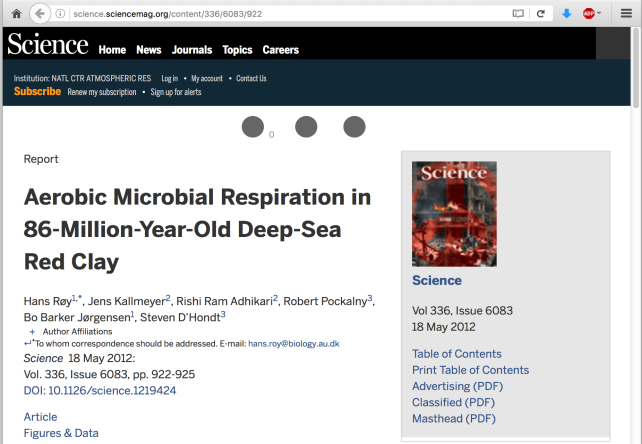 science.sciencemag.org/content/336/6083/922
ABP
Science Home News Journals Topics Careers
Institution: NATL CTR ATMOSPHERIC RES Log in • My account • Contact Us
Subscribe Renew my subscription • Sign up for alerts
0
Report
Aerobic Microbial Respiration in
86-Million-Year-Old Deep-Sea
Red Clay
Hans Røy1,*, Jens Kallmeyer2, Rishi Ram Adhikari2, Robert Pockalny3,
Bo Barker Jørgensen1, Steven D'Hondt3
+ Author Affiliations
↵*To whom correspondence should be addressed. E-mail: hans.roy@biology.au.dk
Science 18 May 2012:
Vol. 336, Issue 6083, pp. 922-925
DOI: 10.1126/science.1219424
Article
Figures & Data
Science
Science
Vol 336, Issue 6083
18 May 2012
Table of Contents
Print Table of Contents
Advertising (PDF)
Classified (PDF)
Masthead (PDF)